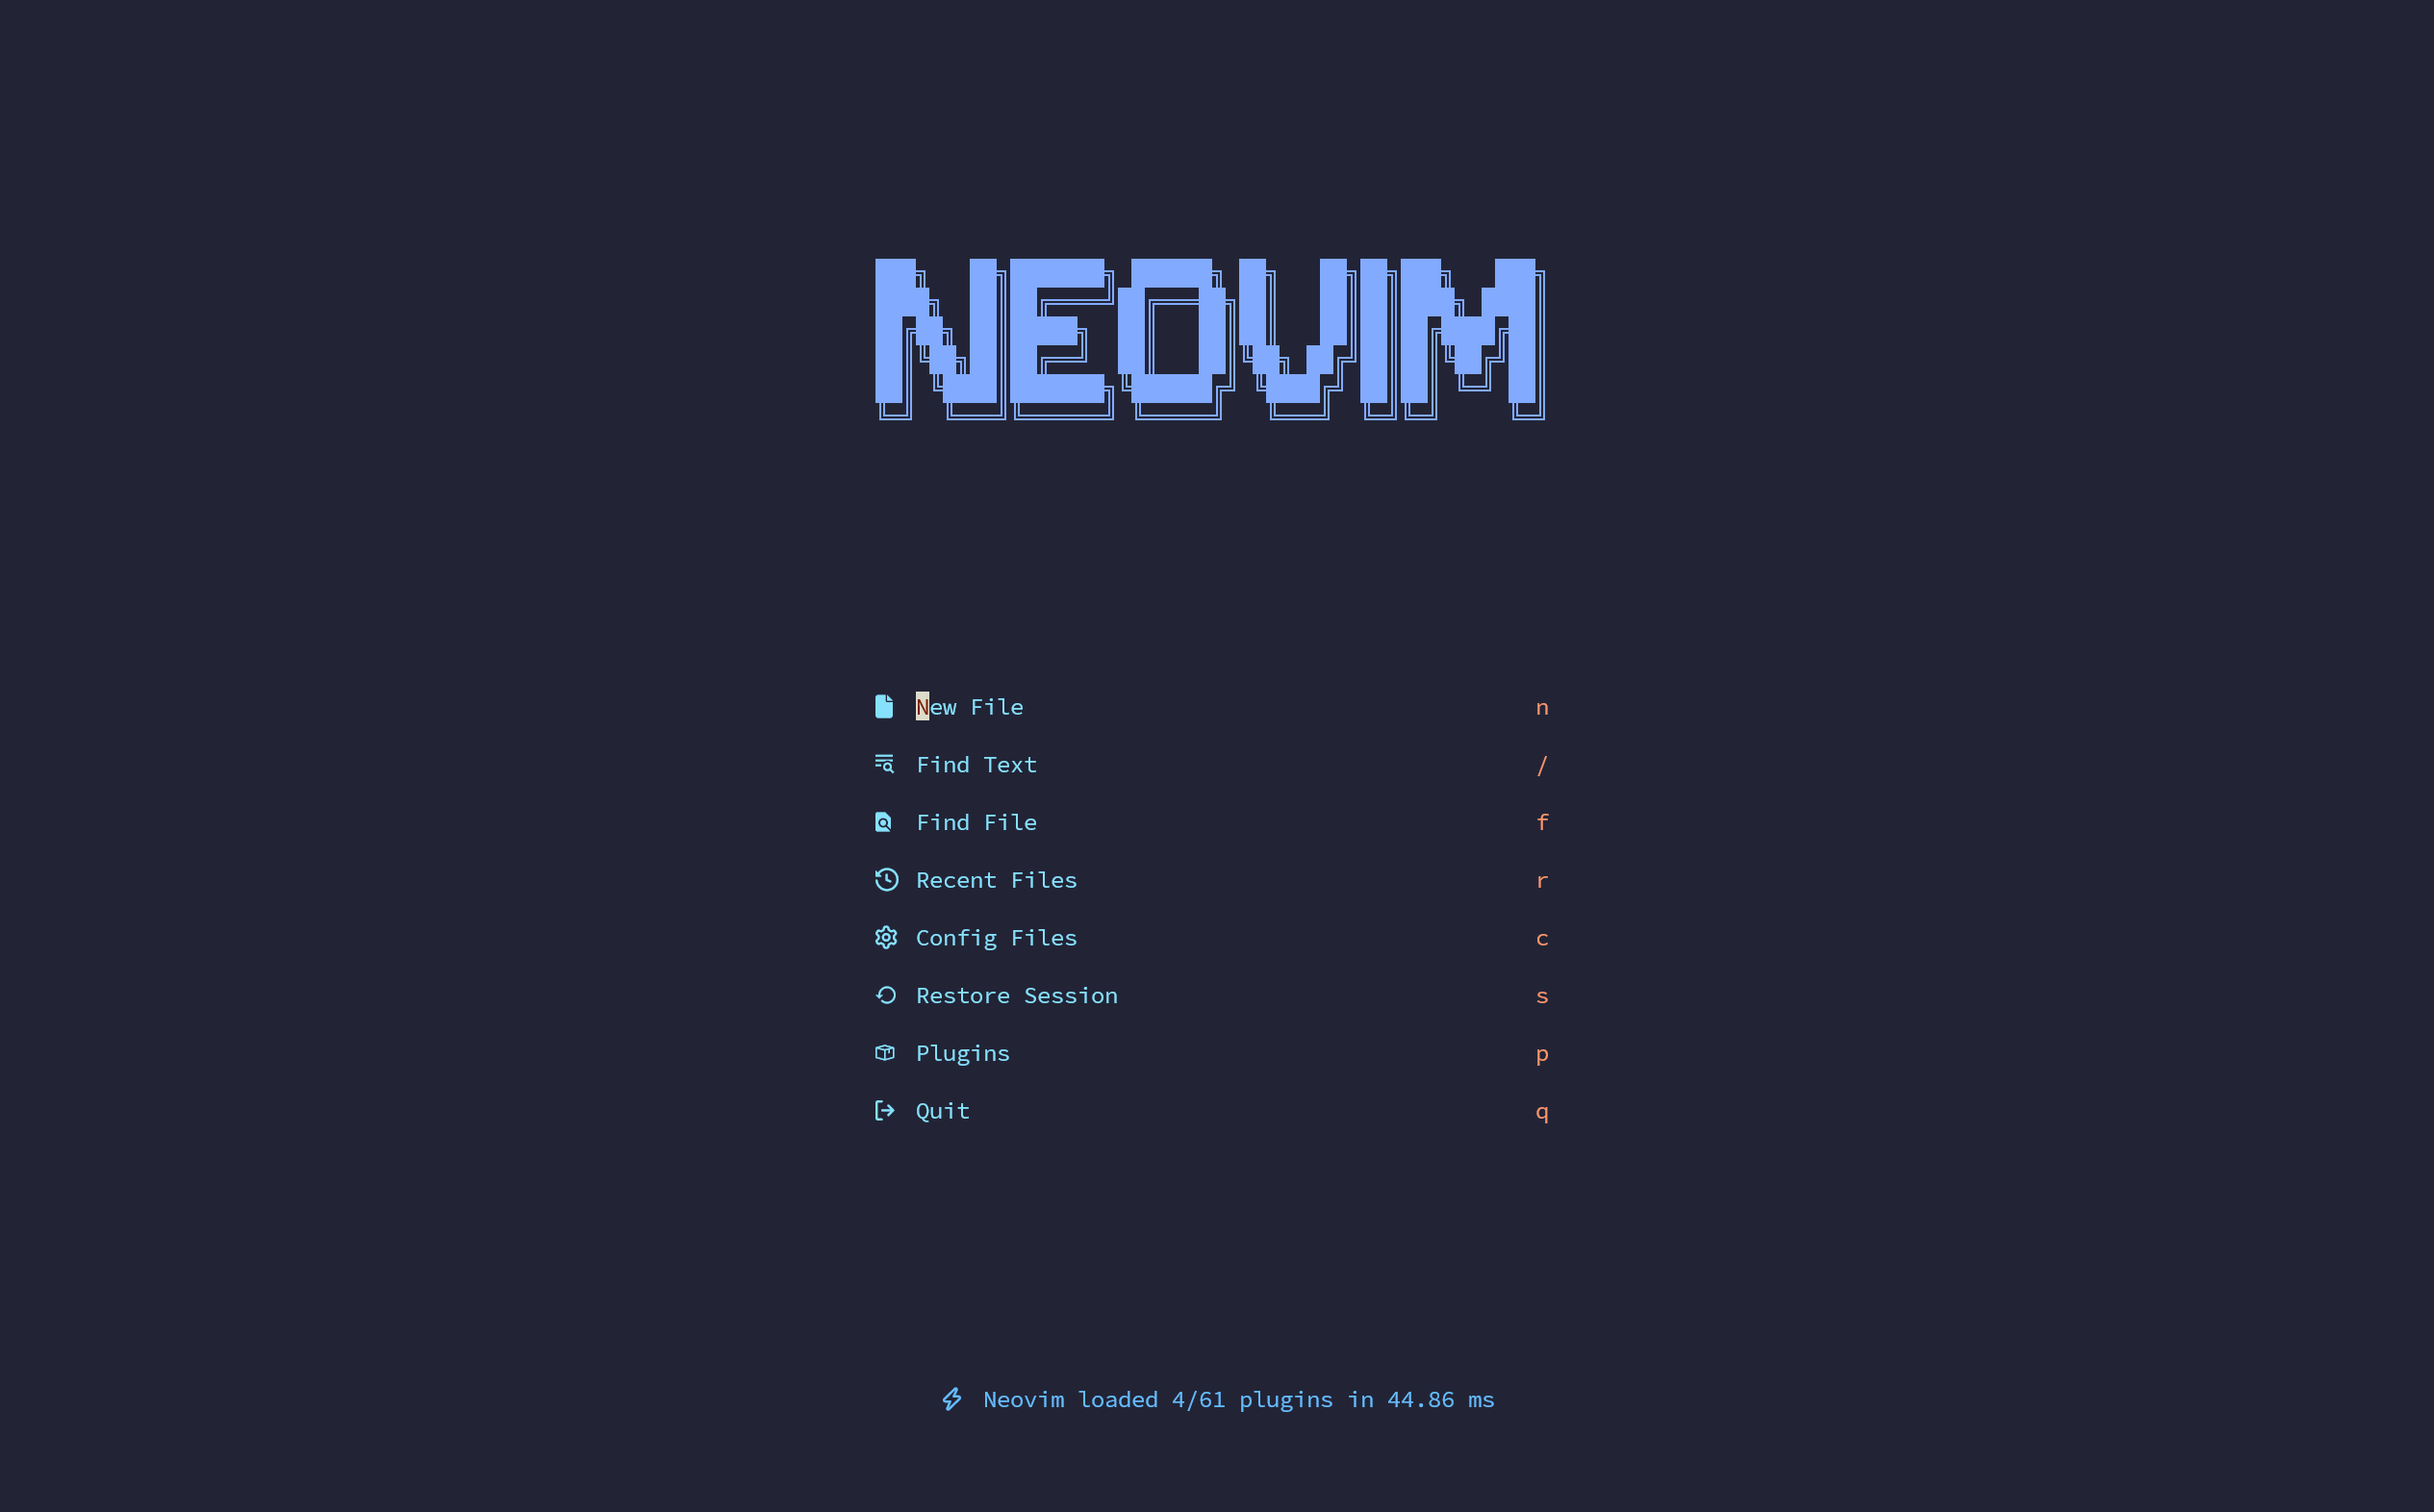 NEOVIM
New File n
Find Text /
Find File f
Recent Files r
Config Files c
Restore Session s
Plugins p
Quit q
Neovim loaded 4/61 plugins in 44.86 ms